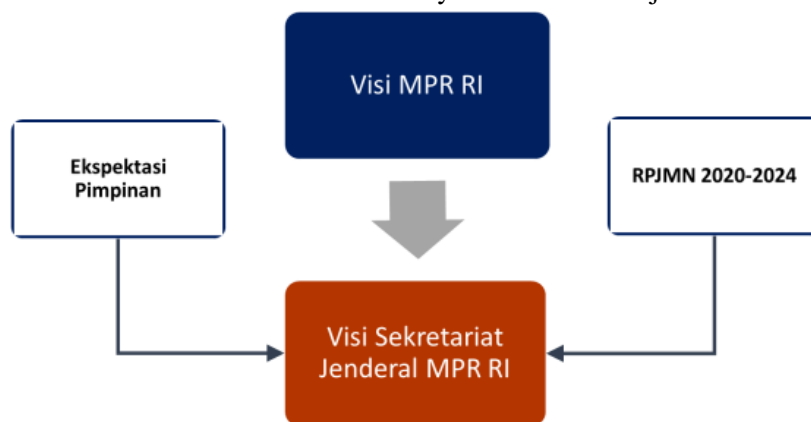 Visi MPR RI
Ekspektasi
Pimpinan
RPJMN 2020-2024
Visi Sekretariat
Jenderal MPR RI